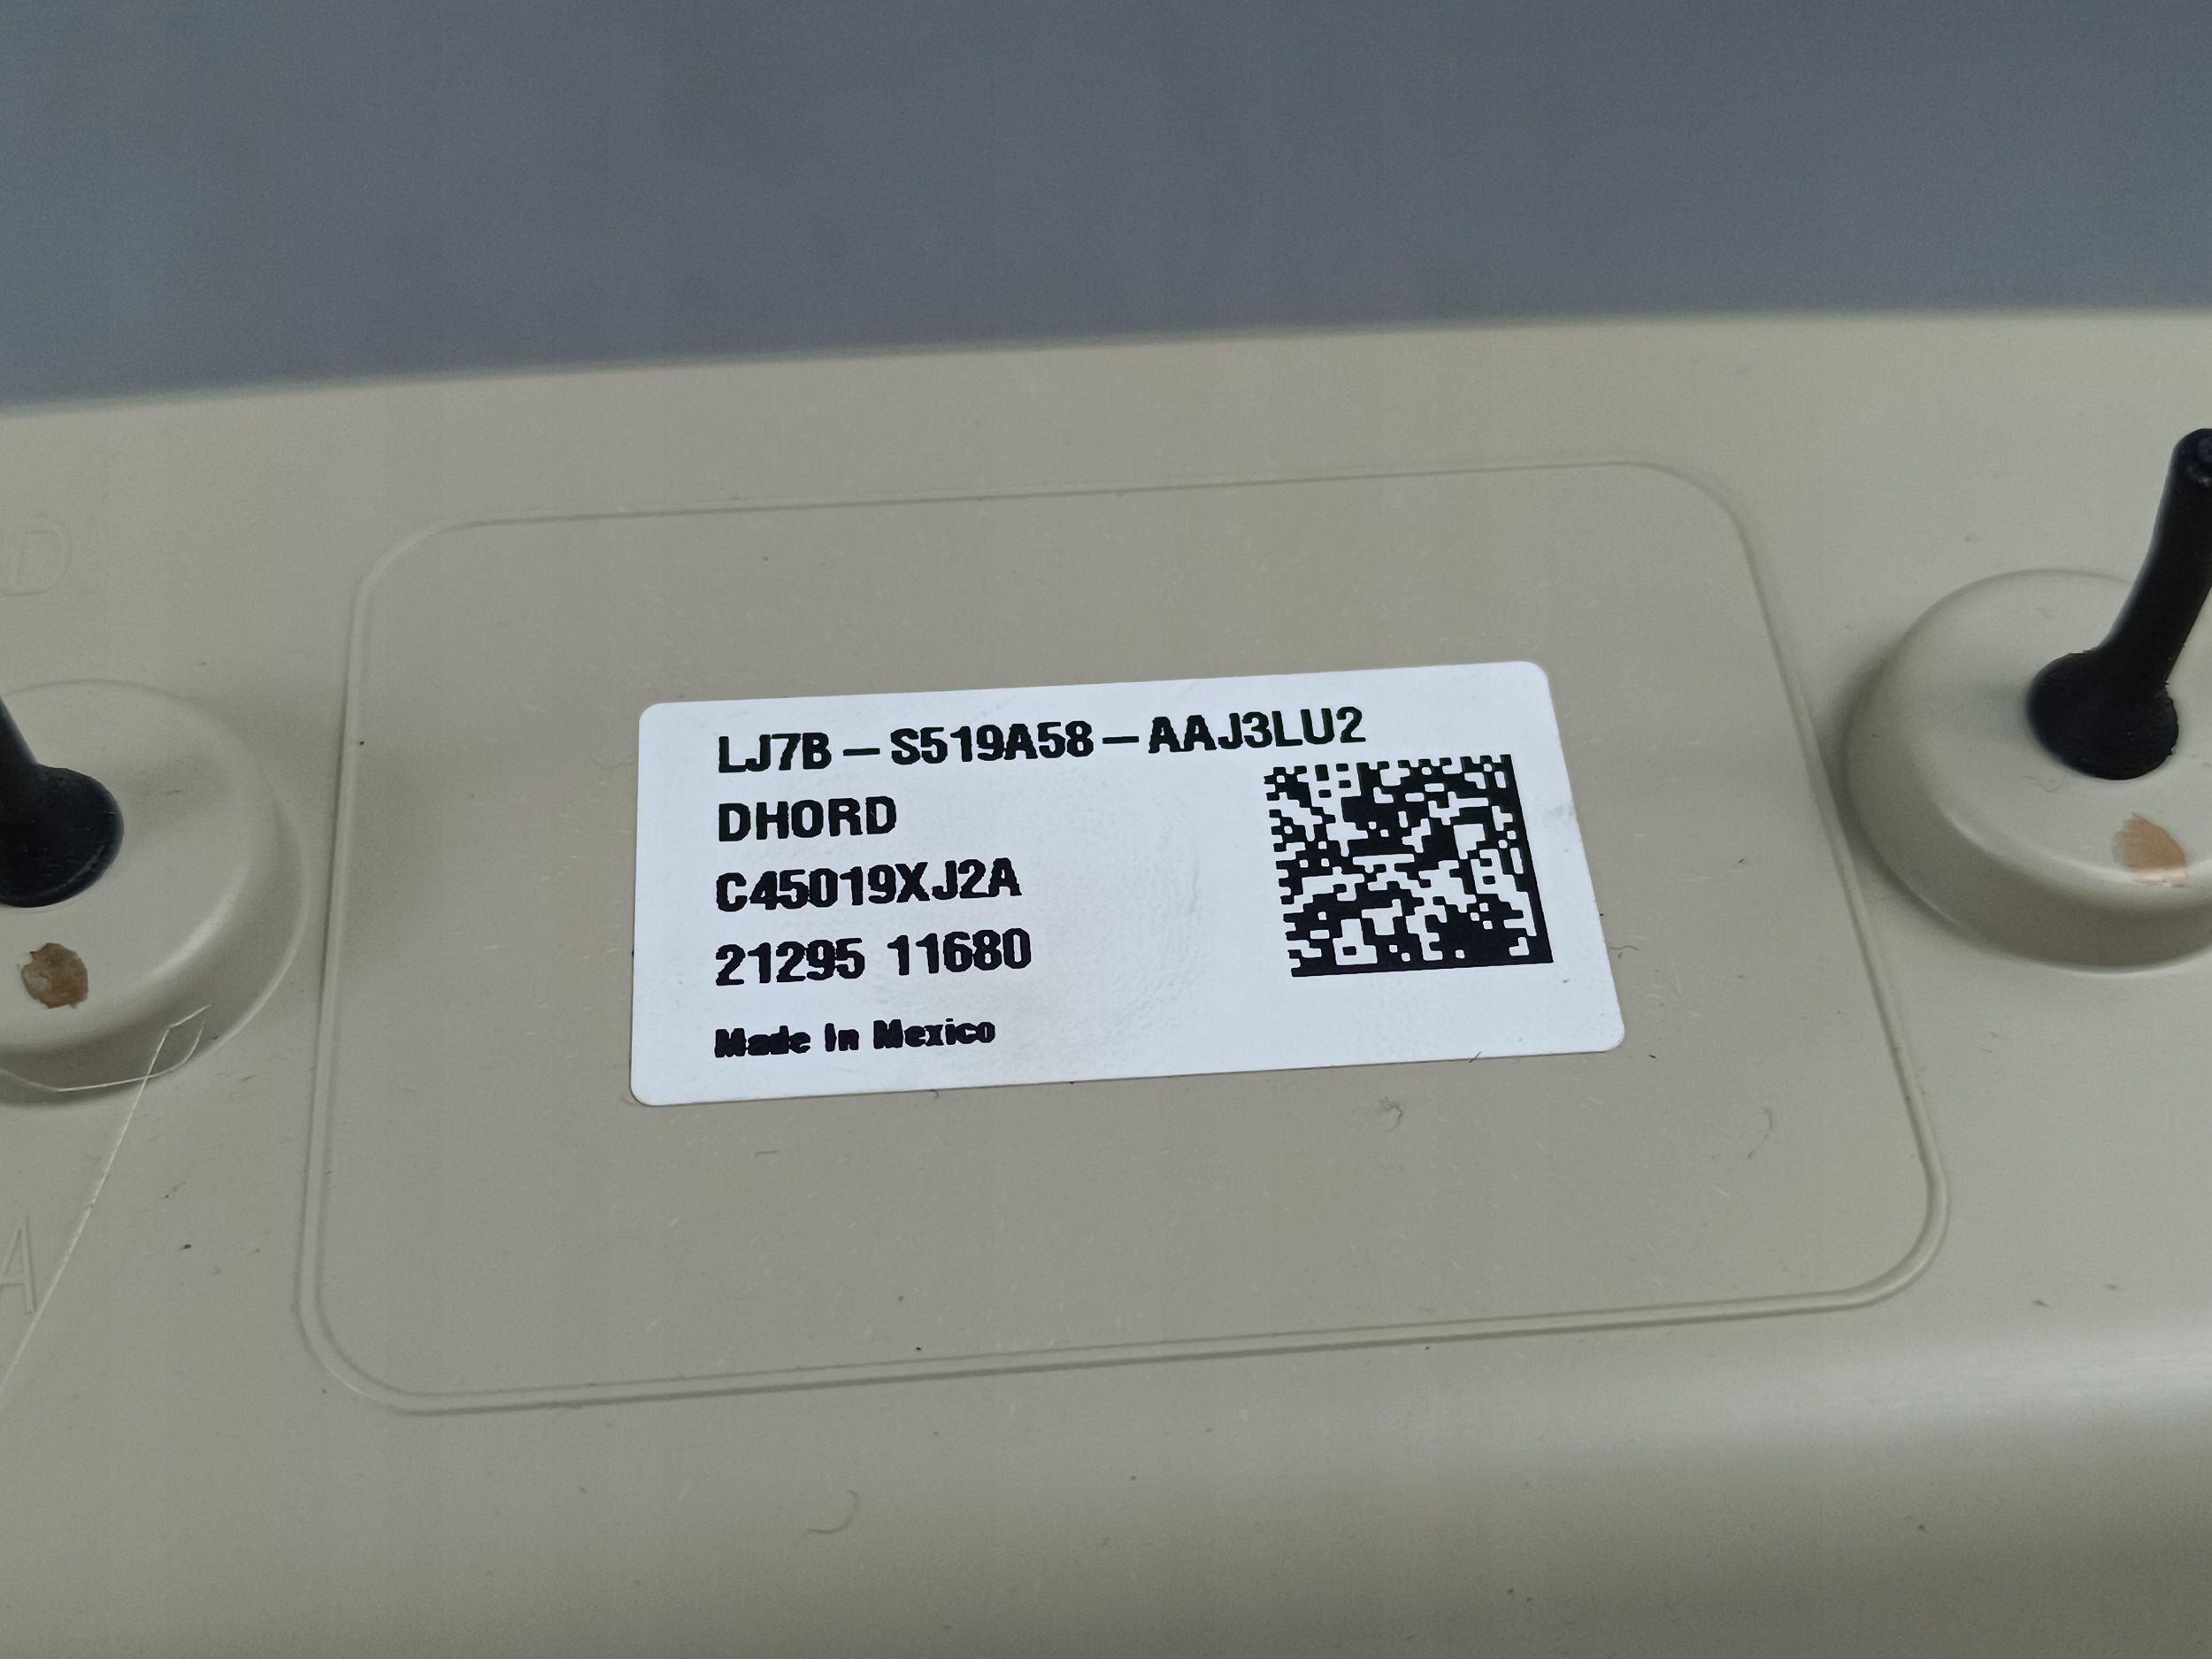 LJ7B – S519A58 – AAJ3LU2
DHORD
C45019XJ2A
21295 11680
Made In Mexico
D
A